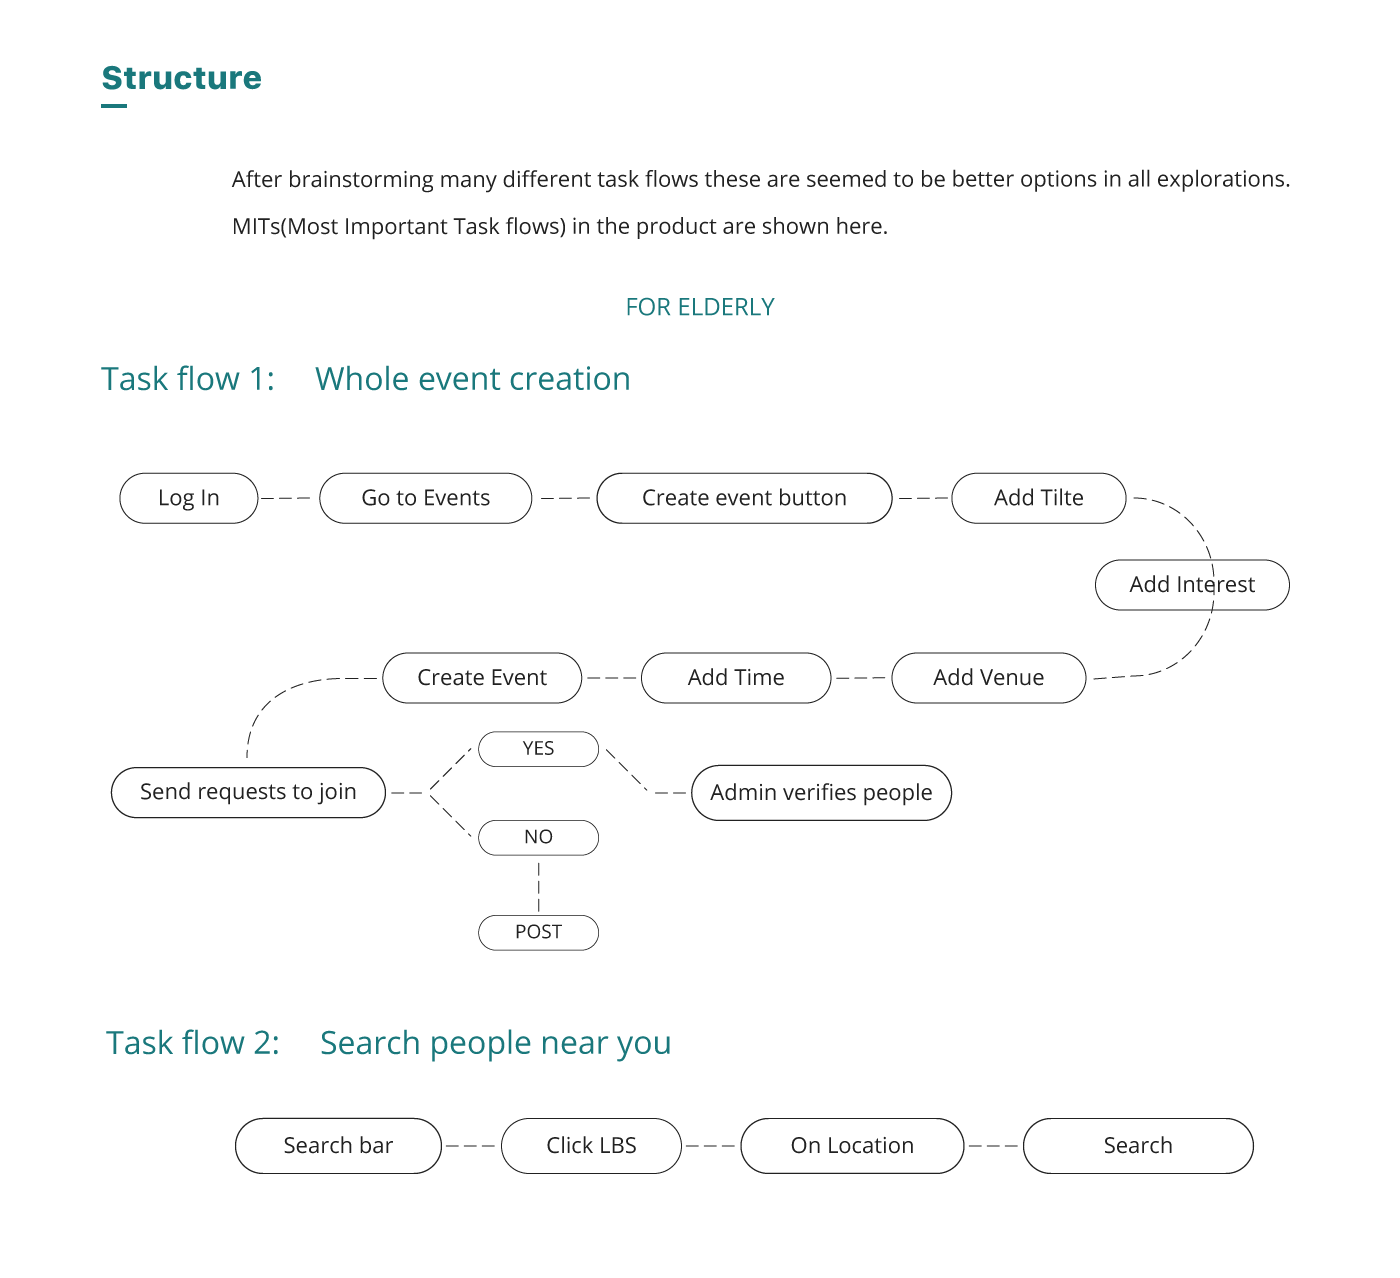 Structure
After brainstorming many different task flows these are seemed to be better options in all explorations.
MITs(Most Important Task flows) in the product are shown here.
FOR ELDERLY
Task flow 1: Whole event creation
Log In
Go to Events
Create event button
Add Tilte
Add Interest
Add Venue
Add Time
Create Event
Send requests to join
YES
Admin verifies people
NO
POST
Task flow 2: Search people near you
Search bar
Click LBS
On Location
Search